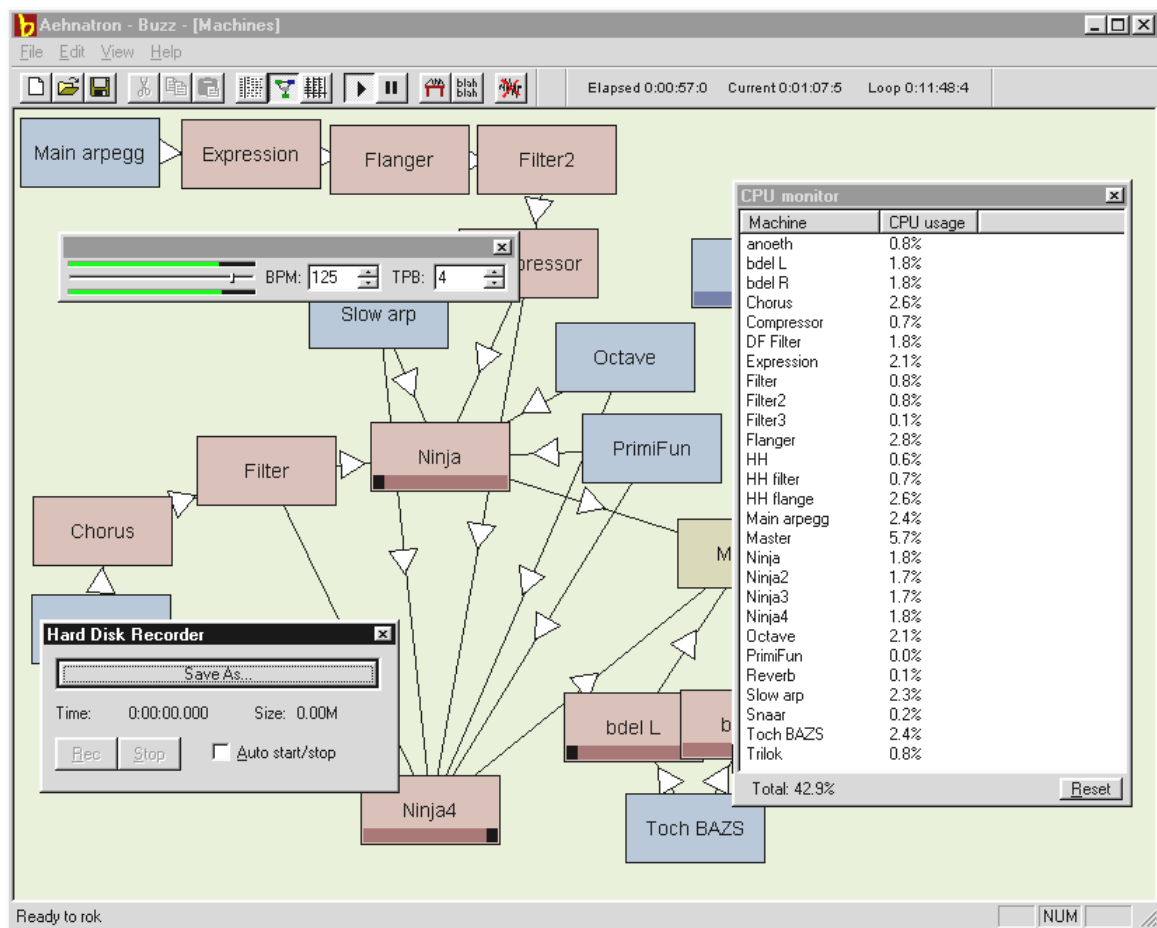 Aehnatron - Buzz - [Machines]
File Edit View Help
blah blah Elapsed 0:00:57:0 Current 0:01:07:5 Loop 0:11:48:4
Main arpegg
Expression
Flanger
Filter2
pressor
BPM: 125 TPB: 4
Slow arp
Octave
Ninja
PrimiFun
Filter
Chorus
M
bdel L
b
Ninja4
Toch BAZS
Hard Disk Recorder
Save As...
Time: 0:00:00.000 Size: 0.00M
Rec Stop Auto start/stop
CPU monitor
Machine CPU usage
anoeth 0.8%
bdel L 1.8%
bdel R 1.8%
Chorus 2.6%
Compressor 0.7%
DF Filter 1.8%
Expression 2.1%
Filter 0.8%
Filter2 0.8%
Filter3 0.1%
Flanger 2.8%
HH 0.6%
HH filter 0.7%
HH flange 2.6%
Main arpegg 2.4%
Master 5.7%
Ninja 1.8%
Ninja2 1.7%
Ninja3 1.7%
Ninja4 1.8%
Octave 2.1%
PrimiFun 0.0%
Reverb 0.1%
Slow arp 2.3%
Snaar 0.2%
Toch BAZS 2.4%
Trilok 0.8%
Total: 42.9% Reset
Ready to rok NUM